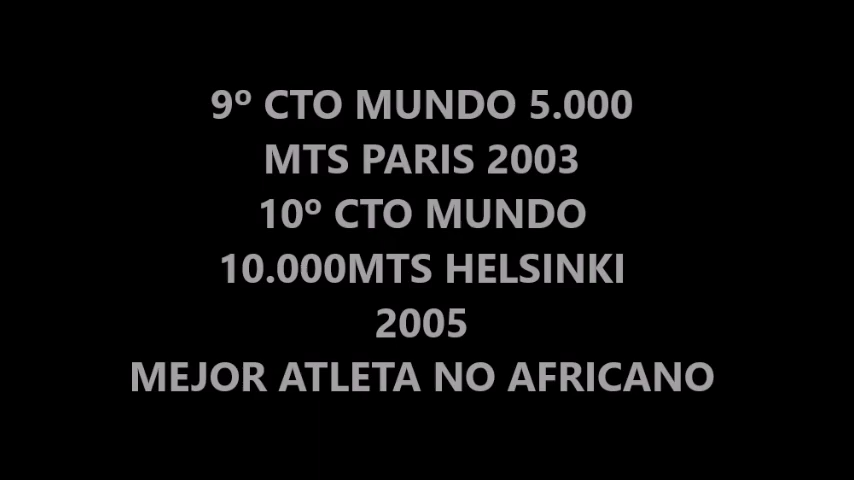 9º CTO MUNDO 5.000
MTS PARIS 2003
10º CTO MUNDO
10.000MTS HELSINKI
2005
MEJOR ATLETA NO AFRICANO